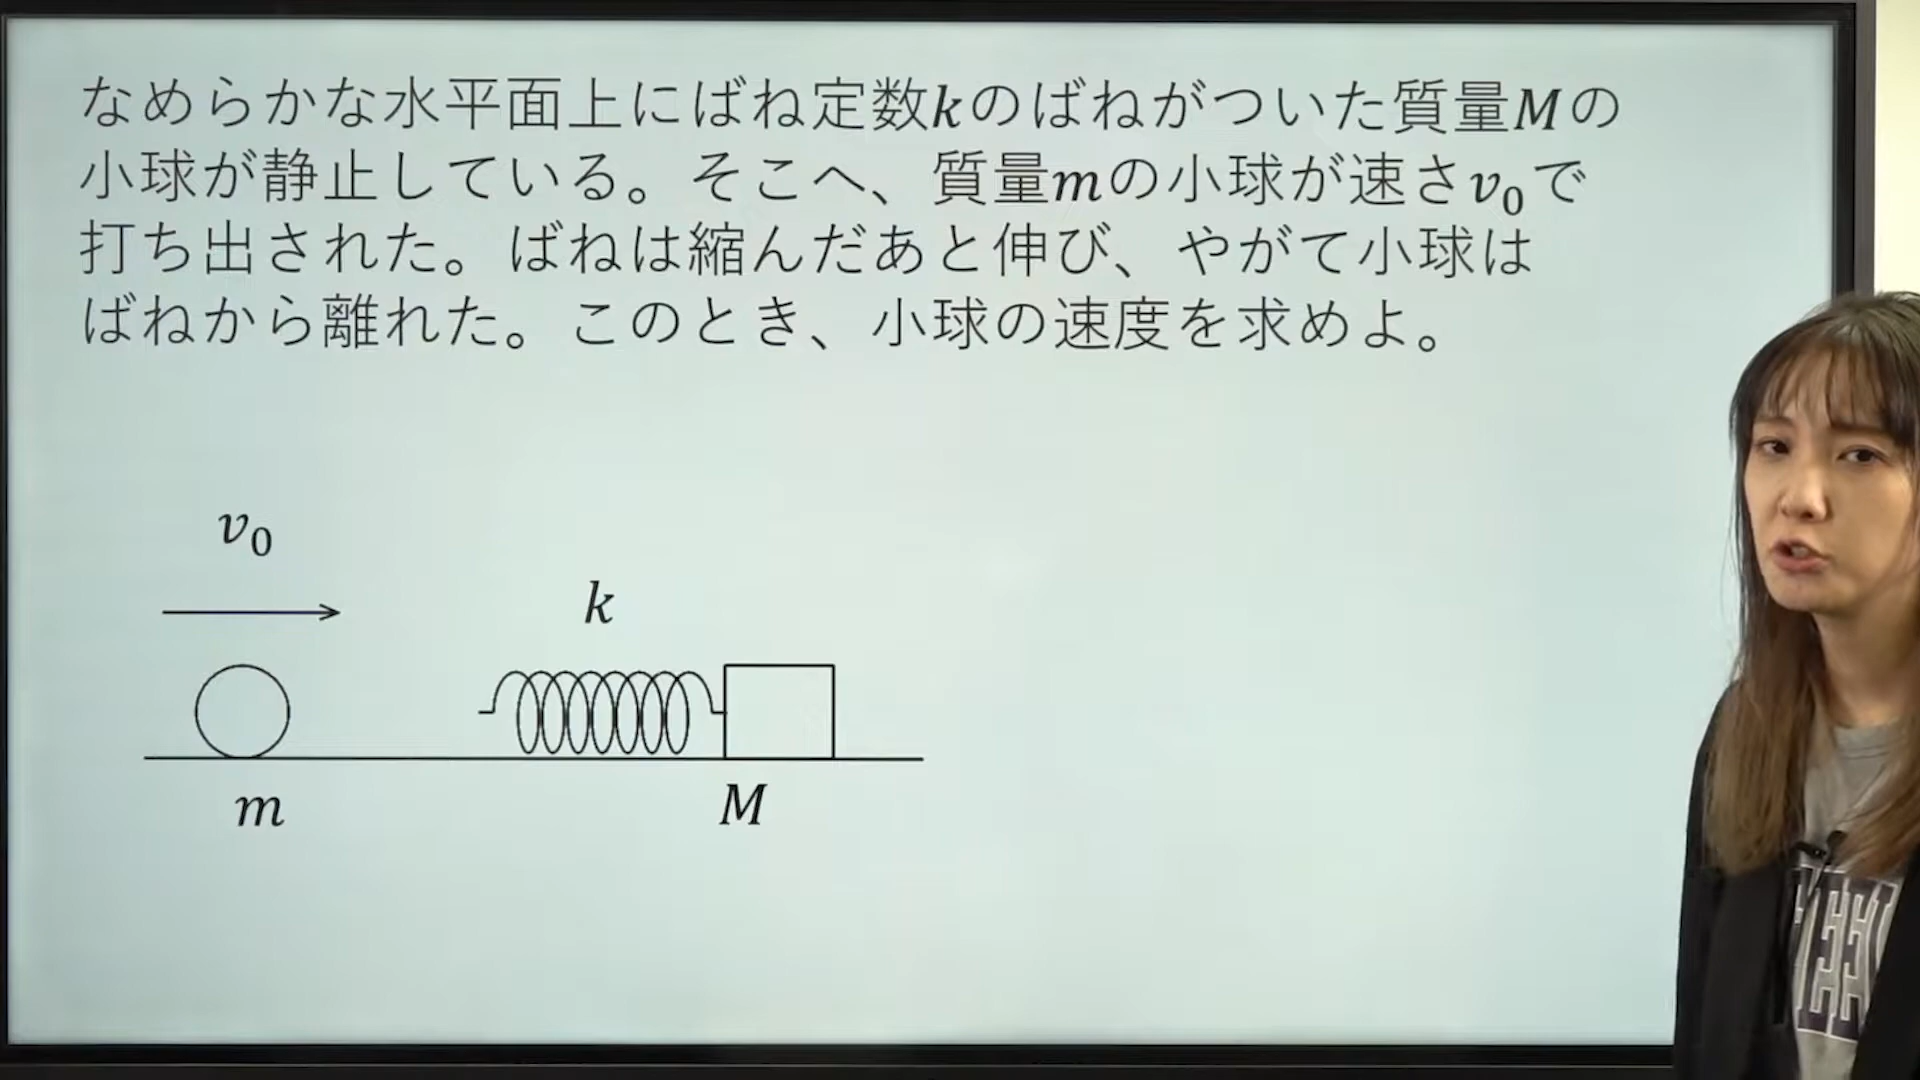 なめらかな水平面上にばね定数kのばねがついた質量Mの
小球が静止している。そこへ、質量mの小球が速さv₀で
打ち出された。ばねは縮んだあと伸び、やがて小球は
ばねから離れた。このとき、小球の速度を求めよ。
v₀
k
m
M